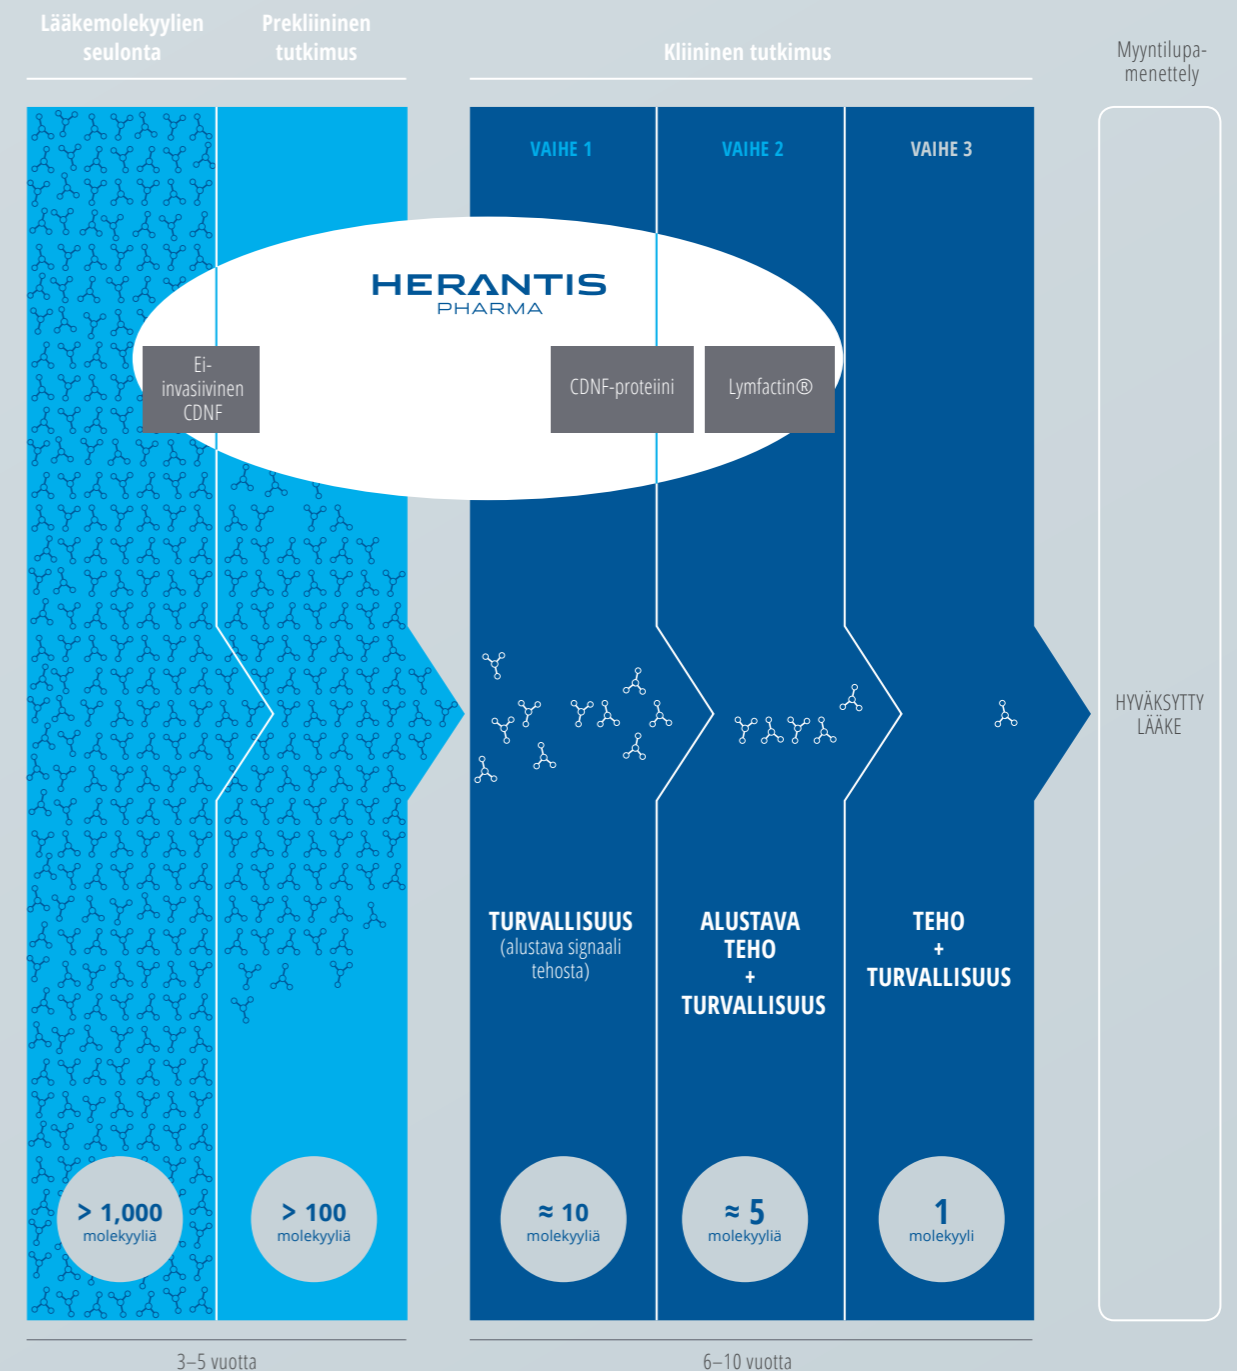 Lääkemolekyylien
seulonta
Prekliininen
tutkimus
Kliininen tutkimus
Myyntilupa-
menettely
VAIHE 1
VAIHE 2
VAIHE 3
HERANTIS
PHARMA
Ei-
invasiivinen
CDNF
CDNF-proteiini
Lymfactin®
HYVÄKSYTTY
LÄÄKE
TURVALLISUUS
(alustava signaali
tehosta)
ALUSTAVA
TEHO
+
TURVALLISUUS
TEHO
+
TURVALLISUUS
> 1,000
molekyyliä
> 100
molekyyliä
≈ 10
molekyyliä
≈ 5
molekyyliä
1
molekyyli
3–5 vuotta
6–10 vuotta